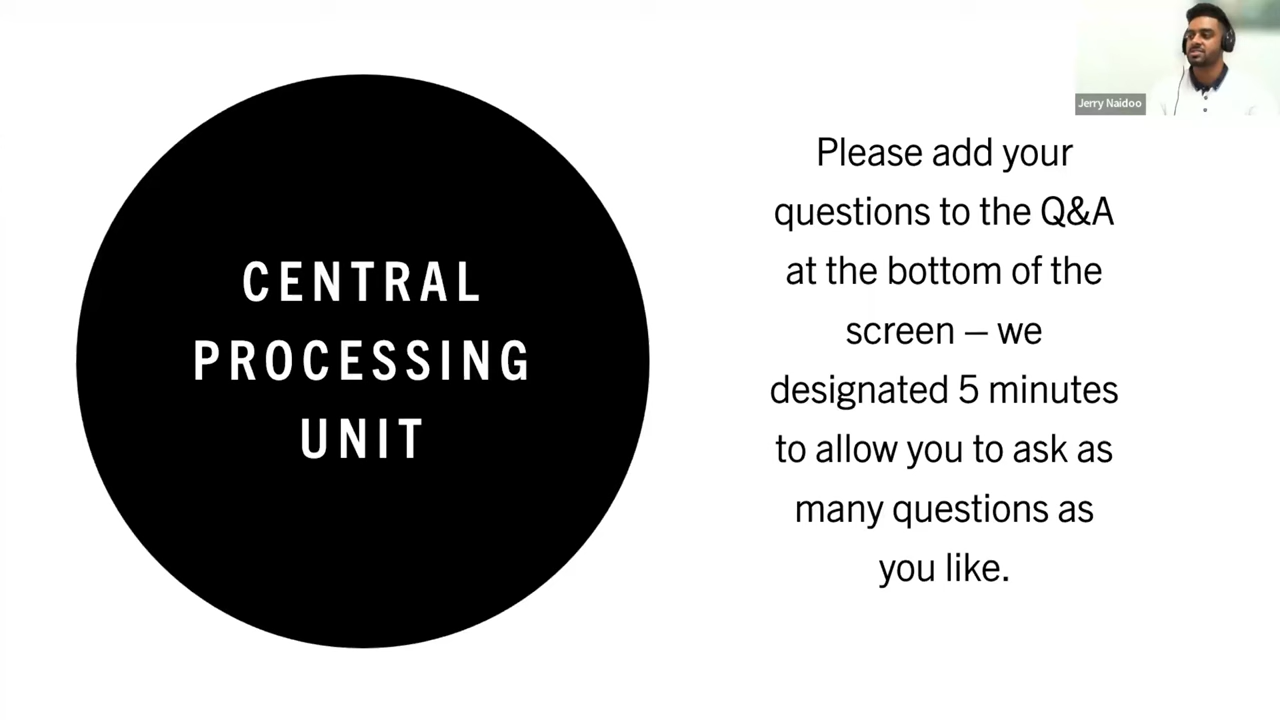 CENTRAL
PROCESSING
UNIT
Please add your
questions to the Q&A
at the bottom of the
screen – we
designated 5 minutes
to allow you to ask as
many questions as
you like.
Jerry Naidoo